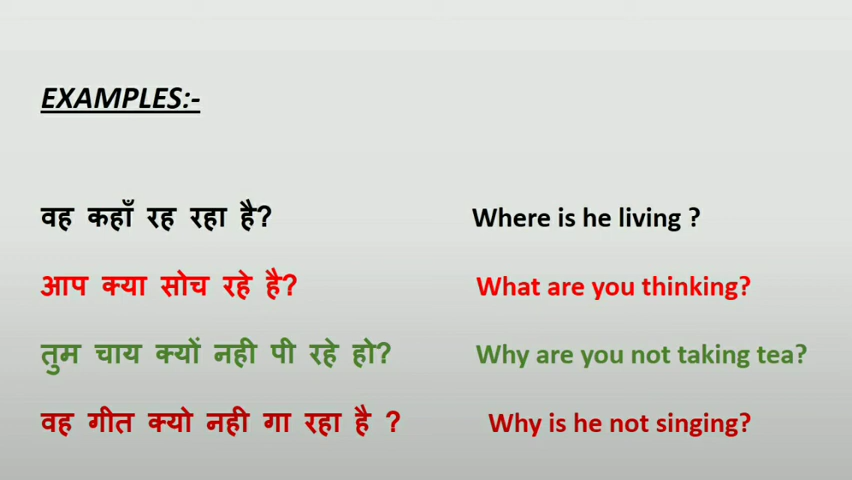 EXAMPLES:-
वह कहाँ रह रहा है? Where is he living ?
आप क्या सोच रहे है? What are you thinking?
तुम चाय क्यों नही पी रहे हो? Why are you not taking tea?
वह गीत क्यो नही गा रहा है ? Why is he not singing?